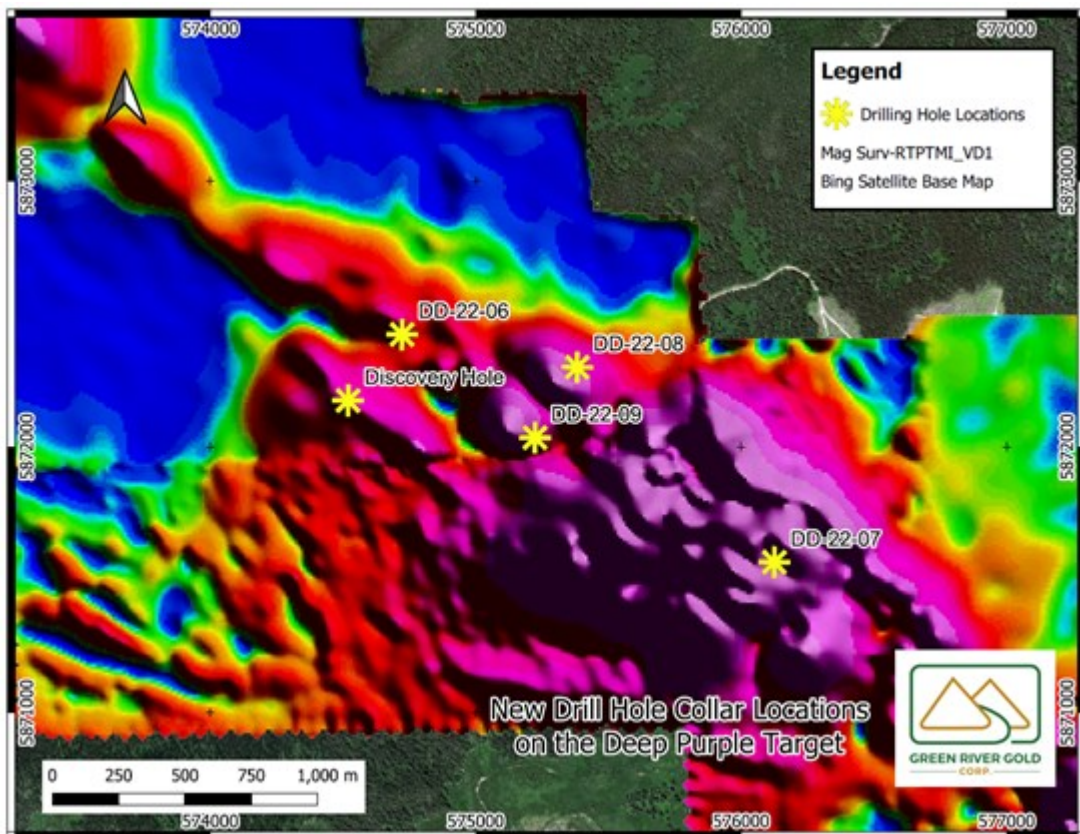 574000
575000
576000
577000
Legend
Drilling Hole Locations
Mag Surv-RTPTMI_VD1
Bing Satellite Base Map
5873000
5873000
DD-22-06
DD-22-08
Discovery Hole
DD-22-09
5872000
5872000
DD-22-07
5871000
5871000
New Drill Hole Collar Locations
on the Deep Purple Target
GREEN RIVER GOLD
CORP.
0 250 500 750 1,000 m
574000
575000
576000
577000